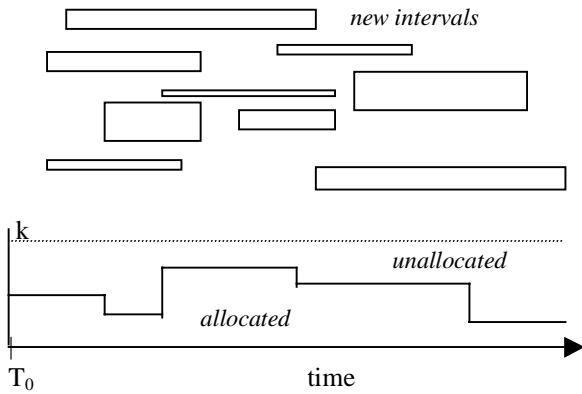 new intervals
k
unallocated
allocated
T₀
time